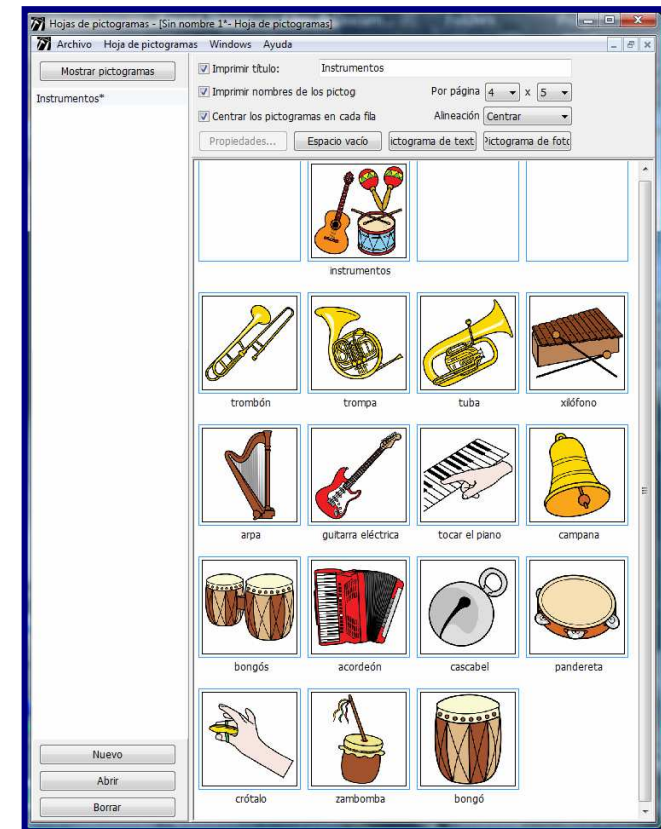 Hojas de pictogramas - [Sin nombre 1*- Hoja de pictogramas]
Archivo Hoja de pictogramas Windows Ayuda
Mostrar pictogramas
Instrumentos*
Imprimir título: Instrumentos
Imprimir nombres de los pictog
Por página 4 x 5
Centrar los pictogramas en cada fila
Alineación Centrar
Propiedades... Espacio vacío ictograma de text Pictograma de foto
instrumentos
trombón trompa tuba xilófono
arpa guitarra eléctrica tocar el piano campana
bongós acordeón cascabel pandereta
crótalo zambomba bongó
Nuevo
Abrir
Borrar